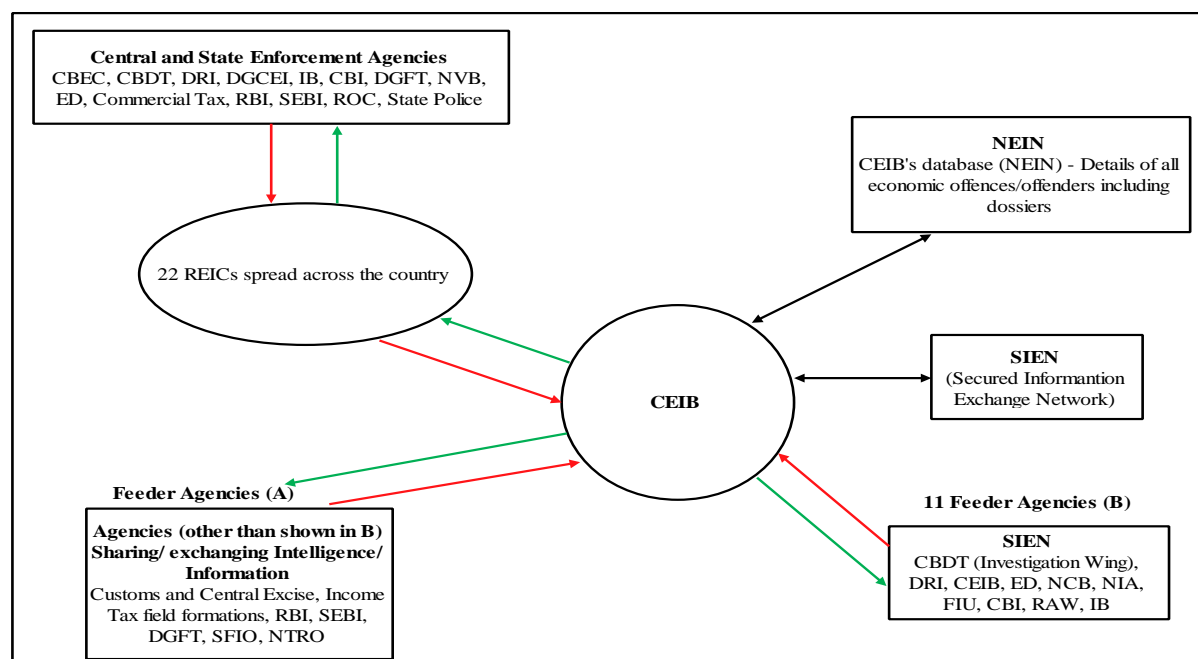 Central and State Enforcement Agencies
CBEC, CBDT, DRI, DGCEI, IB, CBI, DGFT, NVB,
ED, Commercial Tax, RBI, SEBI, ROC, State Police
NEIN
CEIB's database (NEIN) - Details of all
economic offences/offenders including
dossiers
22 REICs spread across the country
SIEN
(Secured Informantion
Exchange Network)
CEIB
Feeder Agencies (A)
Agencies (other than shown in B)
Sharing/ exchanging Intelligence/
Information
Customs and Central Excise, Income
Tax field formations, RBI, SEBI,
DGFT, SFIO, NTRO
11 Feeder Agencies (B)
SIEN
CBDT (Investigation Wing),
DRI, CEIB, ED, NCB, NIA,
FIU, CBI, RAW, IB